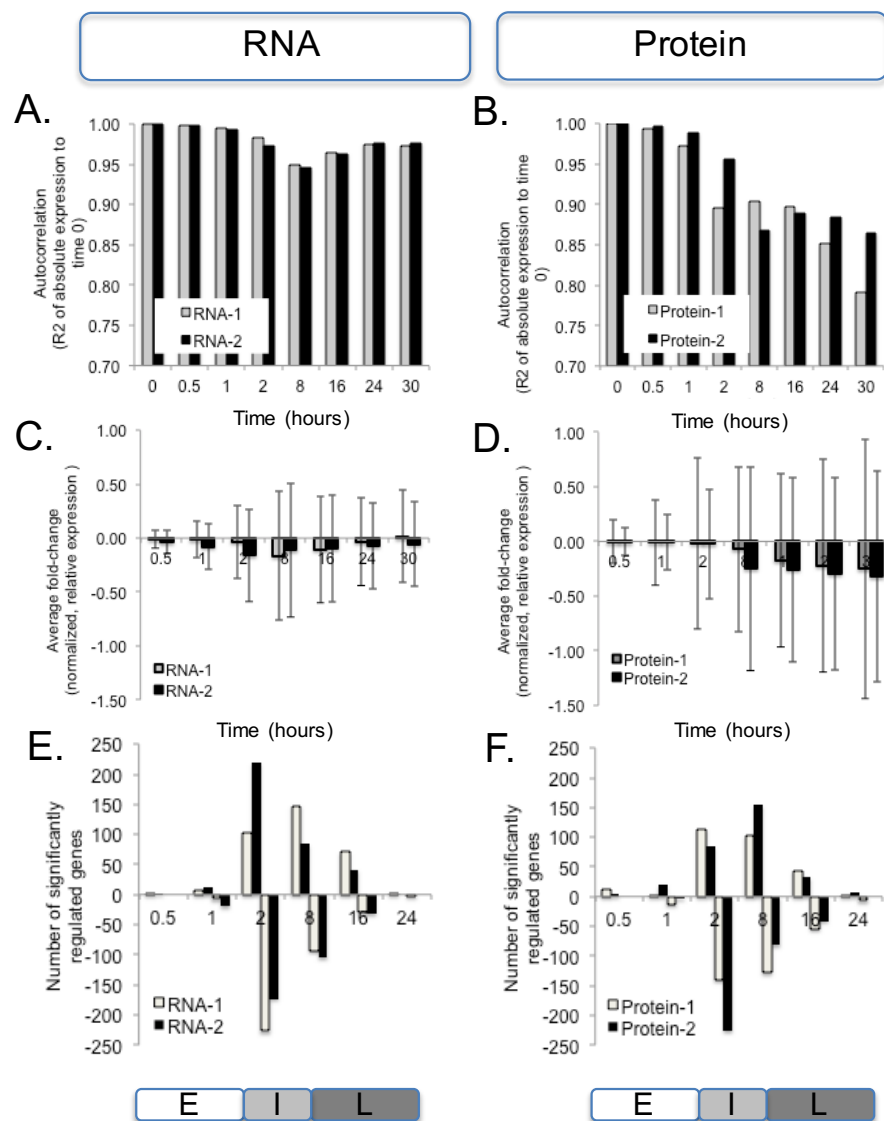 RNA
Protein
A.
Autocorrelation
(R2 of absolute expression to
time 0)
1.00
0.95
0.90
0.85
0.80
0.75
0.70
RNA-1
RNA-2
0 0.5 1 2 8 16 24 30
Time (hours)
B.
Autocorrelation
(R2 of absolute expression to time
0)
1.00
0.95
0.90
0.85
0.80
0.75
0.70
Protein-1
Protein-2
0 0.5 1 2 8 16 24 30
Time (hours)
C.
Average fold-change
(normalized, relative expression )
1.00
0.50
0.00
-0.50
-1.00
-1.50
0.5 1 2 8 16 24 30
RNA-1
RNA-2
Time (hours)
D.
Average fold-change
(normalized, relative expression )
1.00
0.50
0.00
-0.50
-1.00
-1.50
0.5 1 2
Protein-1
Protein-2
Time (hours)
E.
Number of significantly
regulated genes
250
200
150
100
50
0
-50
-100
-150
-200
-250
0.5 1 2 8 16 24
RNA-1
RNA-2
F.
Number of significantly
regulated genes
250
200
150
100
50
0
-50
-100
-150
-200
-250
0.5 1 2 8 16 24
Protein-1
Protein-2
E I L
E I L